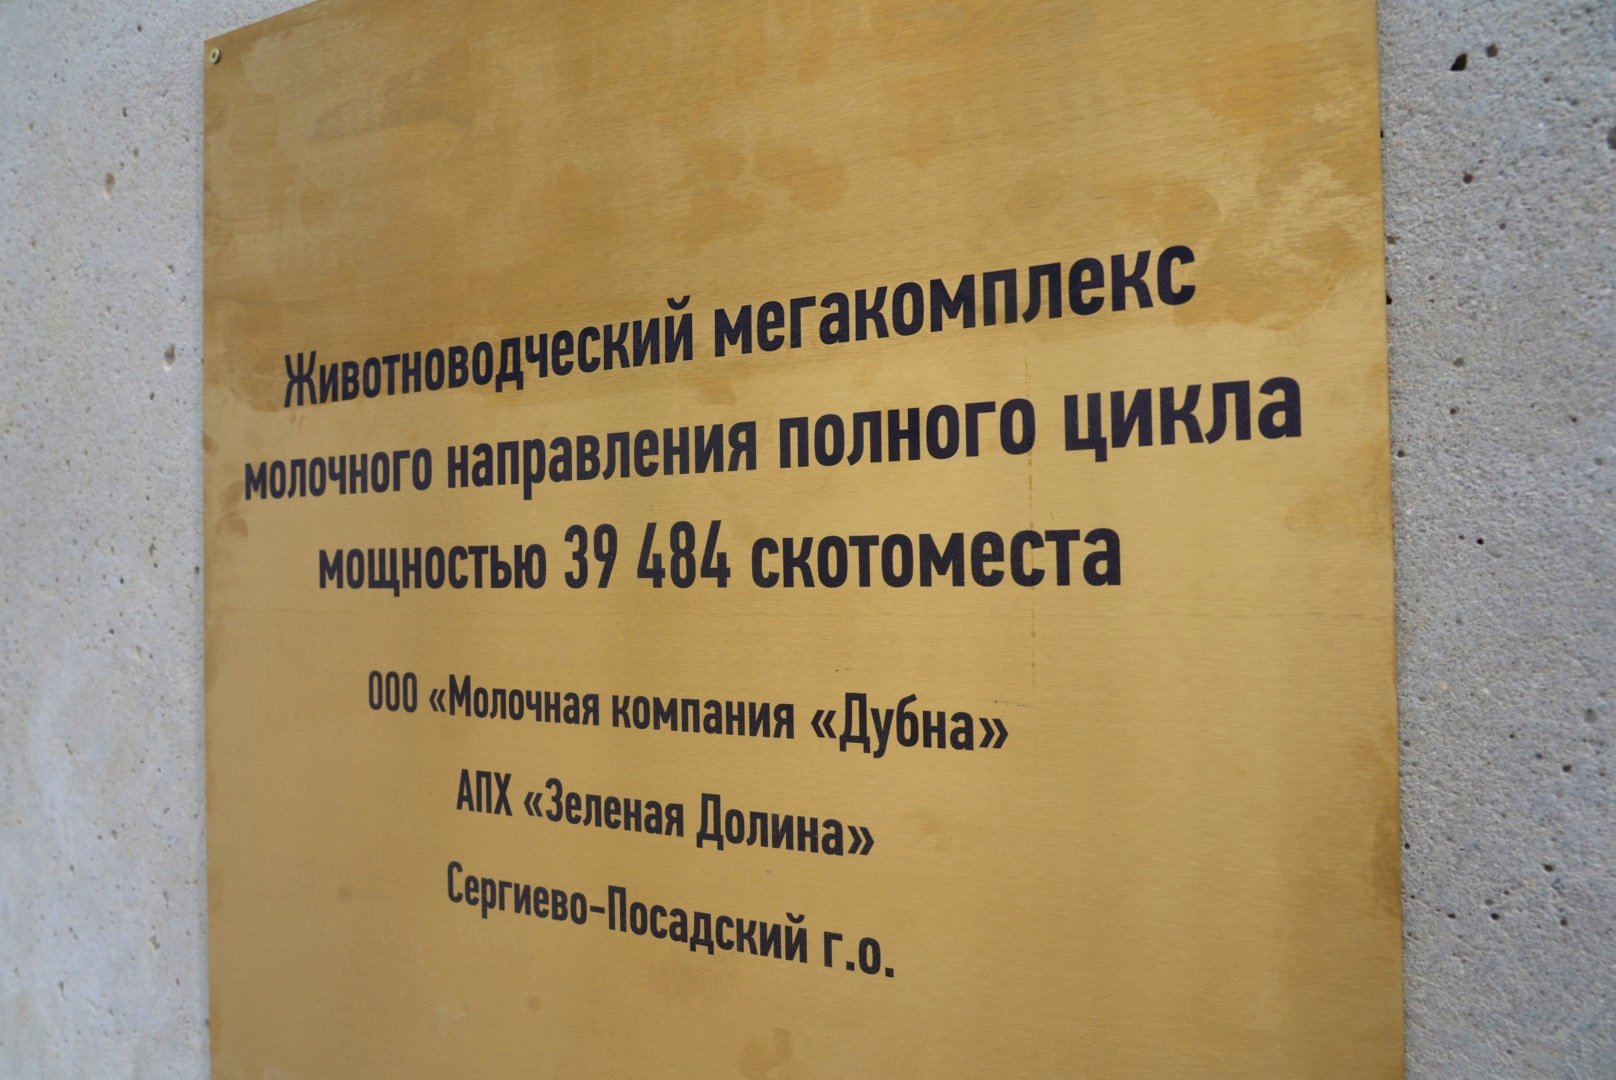 Животноводческий мегакомплекс
молочного направления полного цикла
мощностью 39 484 скотоместа
ООО «Молочная компания «Дубна»
АПХ «Зеленая Долина»
Сергиево-Посадский г.о.